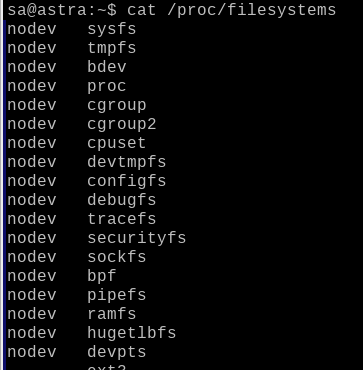 sa@astra:~$ cat /proc/filesystems
nodev   sysfs
nodev   tmpfs
nodev   bdev
nodev   proc
nodev   cgroup
nodev   cgroup2
nodev   cpuset
nodev   devtmpfs
nodev   configfs
nodev   debugfs
nodev   tracefs
nodev   securityfs
nodev   sockfs
nodev   bpf
nodev   pipefs
nodev   ramfs
nodev   hugetlbfs
nodev   devpts